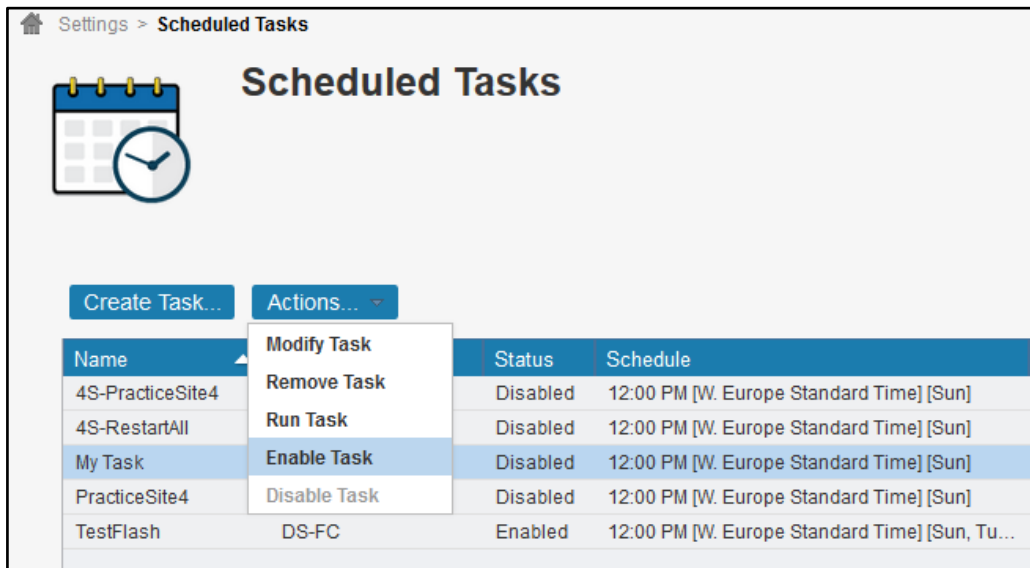 Settings > Scheduled Tasks
Scheduled Tasks
Create Task... Actions...
Name Status Schedule
Modify Task
Remove Task
Run Task
Enable Task
Disable Task
4S-PracticeSite4 Disabled 12:00 PM [W. Europe Standard Time] [Sun]
4S-RestartAll Disabled 12:00 PM [W. Europe Standard Time] [Sun]
My Task Disabled 12:00 PM [W. Europe Standard Time] [Sun]
PracticeSite4 Disabled 12:00 PM [W. Europe Standard Time] [Sun]
TestFlash DS-FC Enabled 12:00 PM [W. Europe Standard Time] [Sun, Tu...